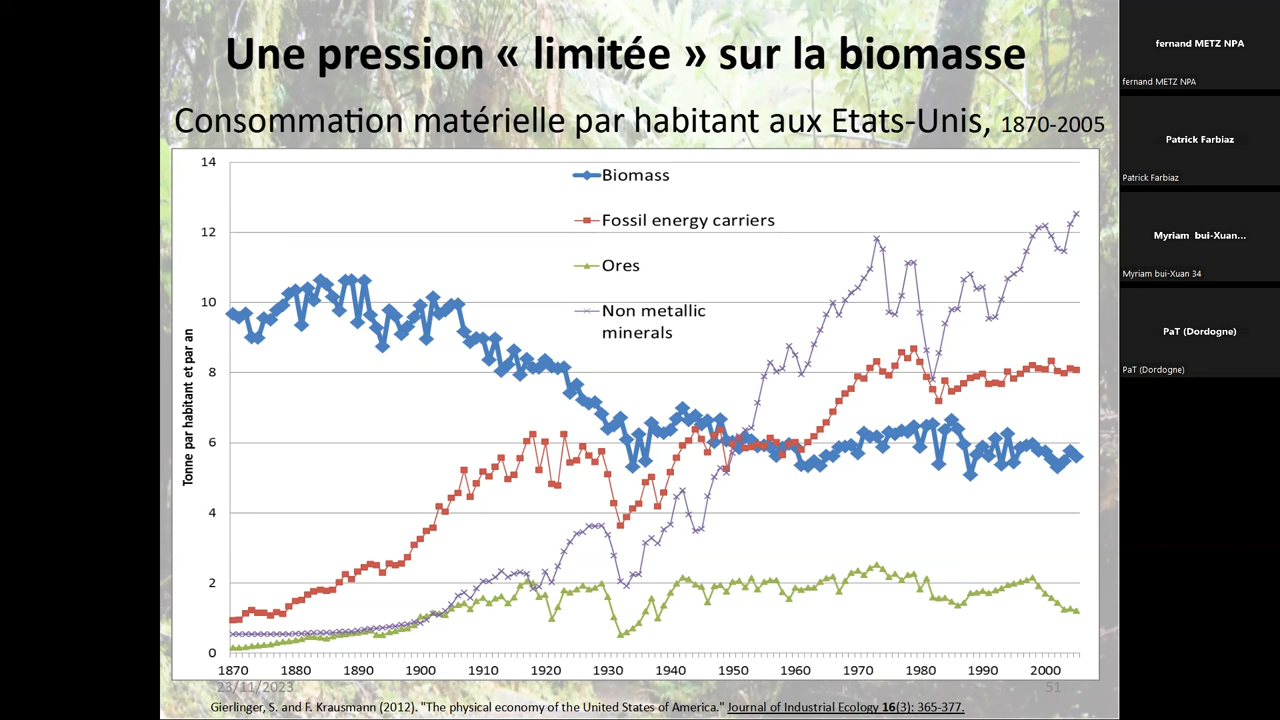 Une pression « limitée » sur la biomasse
Consommation matérielle par habitant aux Etats-Unis, 1870-2005
14
12
10
8
6
4
2
0
Tonne par habitant et par an
Biomass
Fossil energy carriers
Ores
Non metallic
minerals
1870 1880 1890 1900 1910 1920 1930 1940 1950 1960 1970 1980 1990 2000
23/11/2023
51
Gierlinger, S. and F. Krausmann (2012). "The physical economy of the United States of America." Journal of Industrial Ecology 16(3): 365-377.
fernand METZ NPA
fernand METZ NPA
Patrick Farbiaz
Patrick Farbiaz
Myriam bui-Xuan...
Myriam bui-Xuan 34
PaT (Dordogne)
PaT (Dordogne)